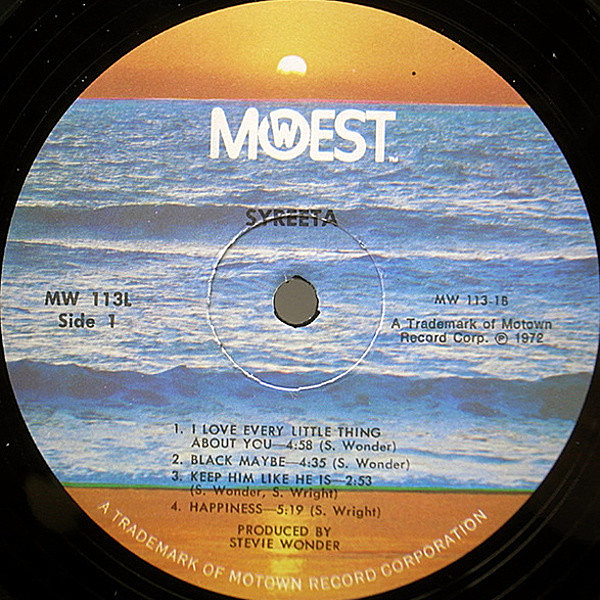 MOWEST™
SYREETA
MW 113L
Side 1
MW 113-1B
A Trademark of Motown
Record Corp. ℗ 1972
1. I LOVE EVERY LITTLE THING
ABOUT YOU—4:58 (S. Wonder)
2. BLACK MAYBE—4:35 (S. Wonder)
3. KEEP HIM LIKE HE IS—2:53
(S. Wonder, S. Wright)
4. HAPPINESS—5:19 (S. Wright)
PRODUCED BY
STEVIE WONDER
A TRADEMARK OF MOTOWN RECORD CORPORATION